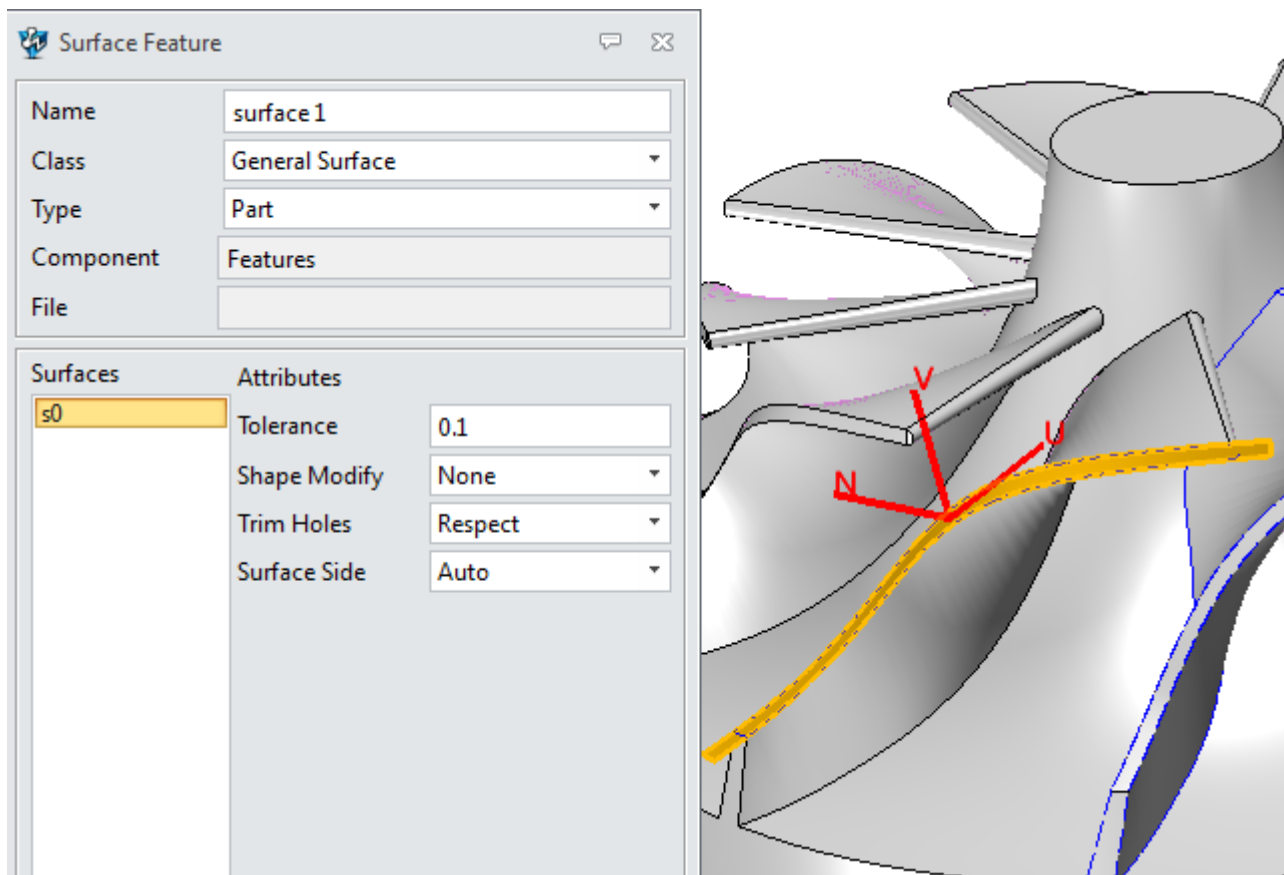 Surface Feature
Name surface 1
Class General Surface
Type Part
Component Features
File
Surfaces Attributes
s0
Tolerance 0.1
Shape Modify None
Trim Holes Respect
Surface Side Auto
V
U
N